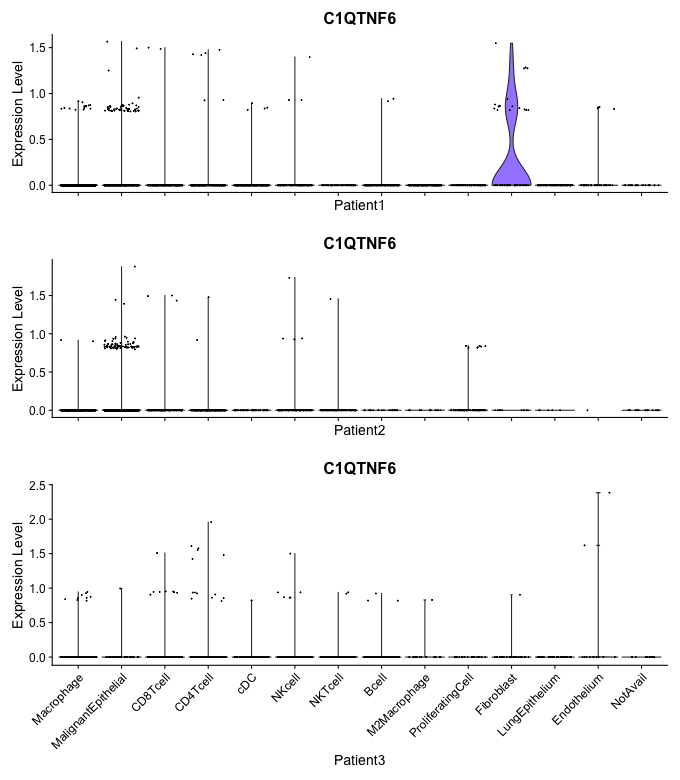 C1QTNF6
Expression Level
1.5
1.0
0.5
0.0
Patient1
C1QTNF6
Expression Level
1.5
1.0
0.5
0.0
Patient2
C1QTNF6
Expression Level
2.5
2.0
1.5
1.0
0.5
0.0
Macrophage
MalignantEpithelial
CD8Tcell
CD4Tcell
cDC
NKcell
NKTcell
Bcell
M2Macrophage
ProliferatingCell
Fibroblast
LungEpithelium
Endothelium
NotAvail
Patient3